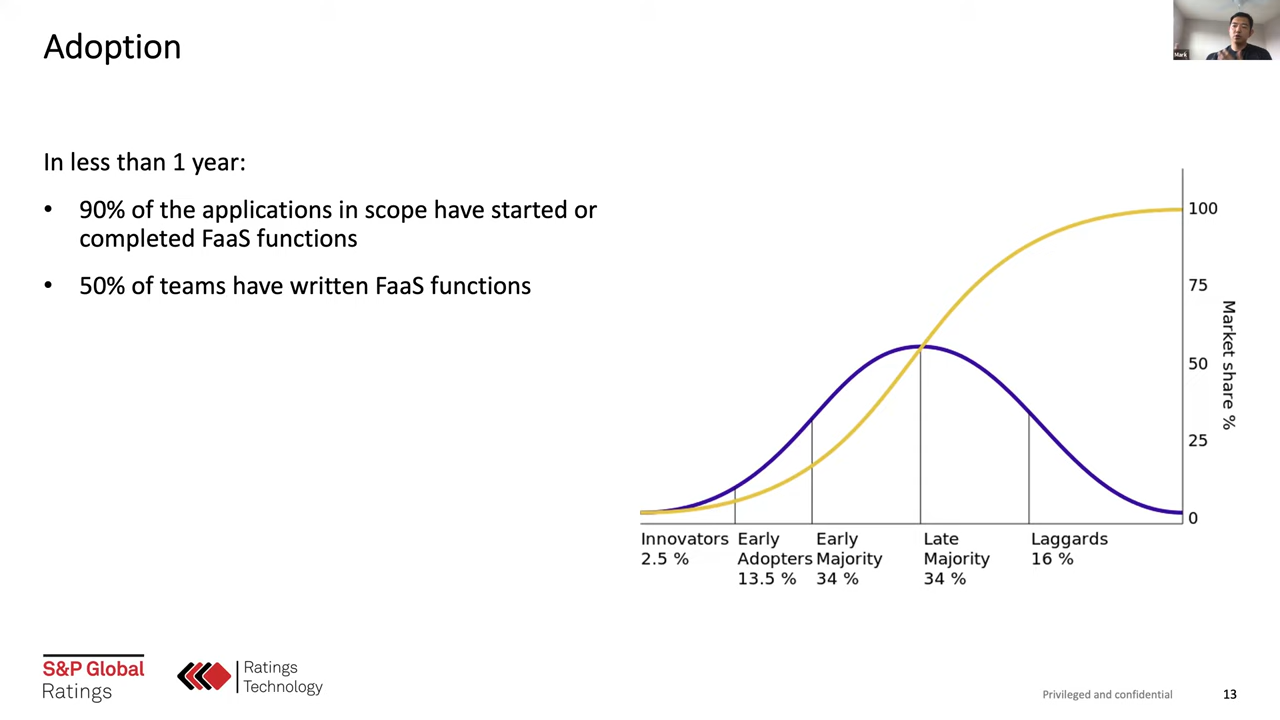 Adoption
Mark
In less than 1 year:
• 90% of the applications in scope have started or
completed FaaS functions
• 50% of teams have written FaaS functions
100
75
50
25
0
Market share %
Innovators
2.5 %
Early
Adopters
13.5 %
Early
Majority
34 %
Late
Majority
34 %
Laggards
16 %
S&P Global
Ratings
Ratings
Technology
Privileged and confidential
13